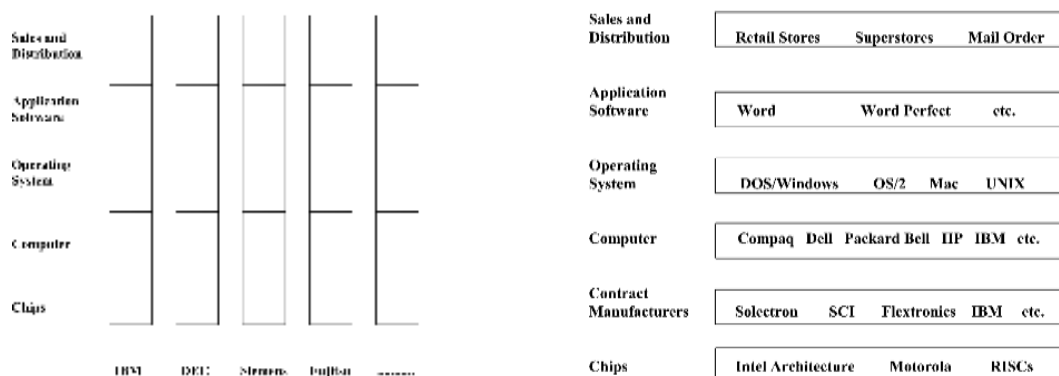 Sales and
Distribution
Application
Software
Operating
System
Computer
Chips
IBM DEC Siemens Fujitsu
Sales and
Distribution
Retail Stores Superstores Mail Order
Application
Software
Word Word Perfect etc.
Operating
System
DOS/Windows OS/2 Mac UNIX
Computer
Compaq Dell Packard Bell HP IBM etc.
Contract
Manufacturers
Solectron SCI Flextronics IBM etc.
Chips
Intel Architecture Motorola RISCs